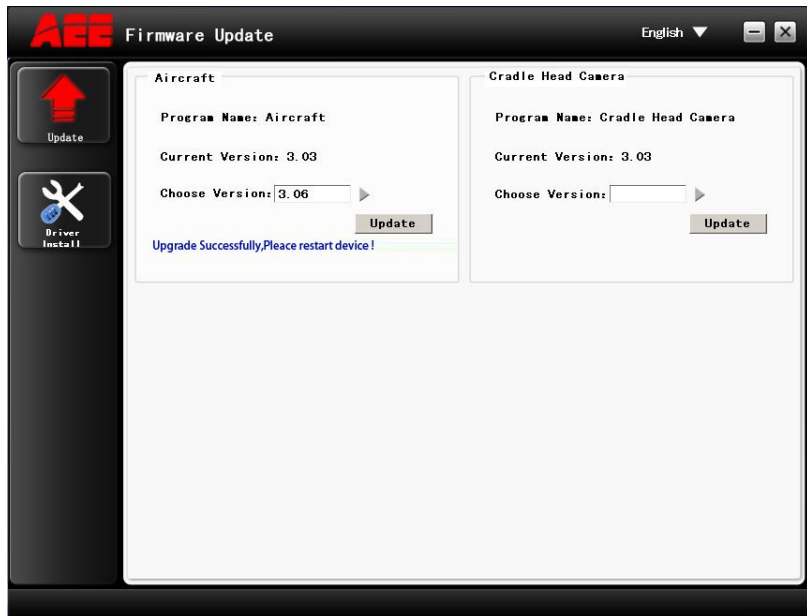 AEE Firmware Update
English
Update
Driver
Install
Aircraft
Program Name: Aircraft
Current Version: 3.03
Choose Version: 3.06
Update
Upgrade Successfully,Pleace restart device !
Cradle Head Camera
Program Name: Cradle Head Camera
Current Version: 3.03
Choose Version:
Update